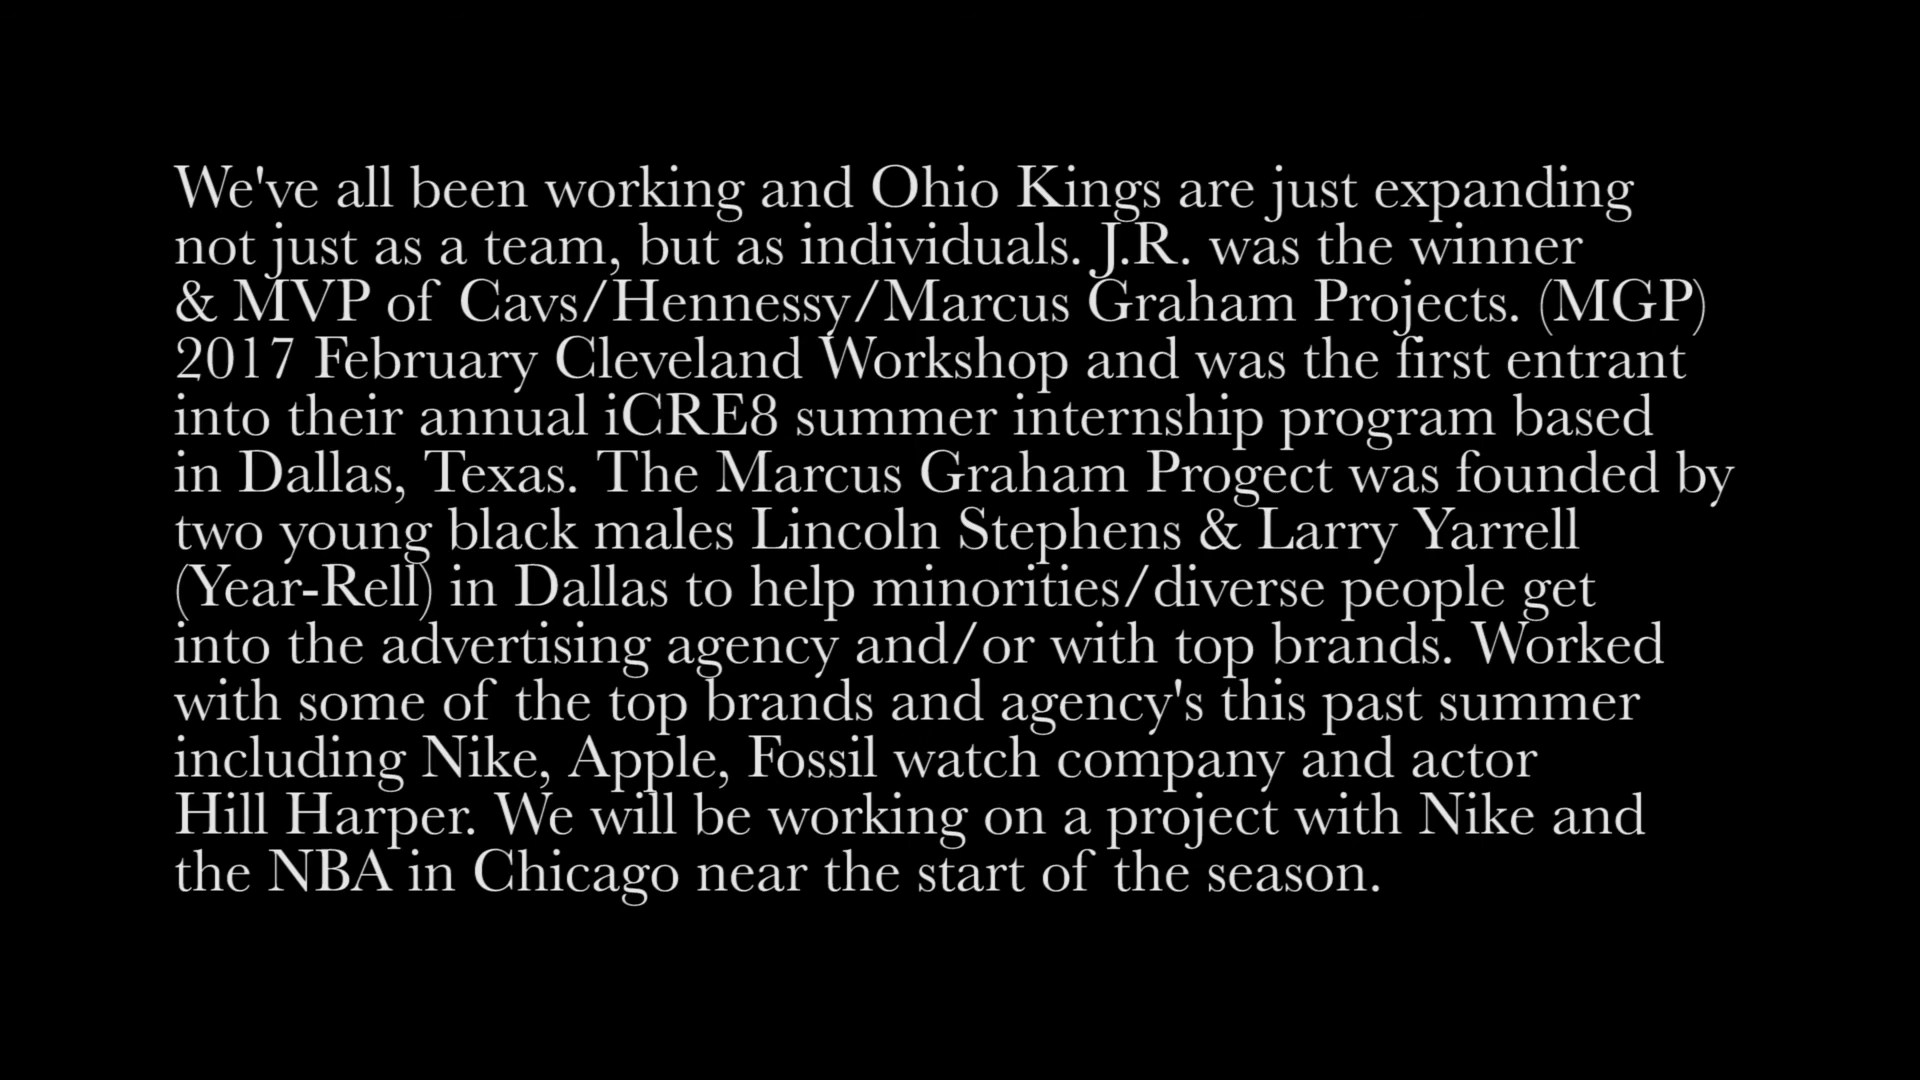 We've all been working and Ohio Kings are just expanding
not just as a team, but as individuals. J.R. was the winner
& MVP of Cavs/Hennessy/Marcus Graham Projects. (MGP)
2017 February Cleveland Workshop and was the first entrant
into their annual iCRE8 summer internship program based
in Dallas, Texas. The Marcus Graham Progect was founded by
two young black males Lincoln Stephens & Larry Yarrell
(Year-Rell) in Dallas to help minorities/diverse people get
into the advertising agency and/or with top brands. Worked
with some of the top brands and agency's this past summer
including Nike, Apple, Fossil watch company and actor
Hill Harper. We will be working on a project with Nike and
the NBA in Chicago near the start of the season.